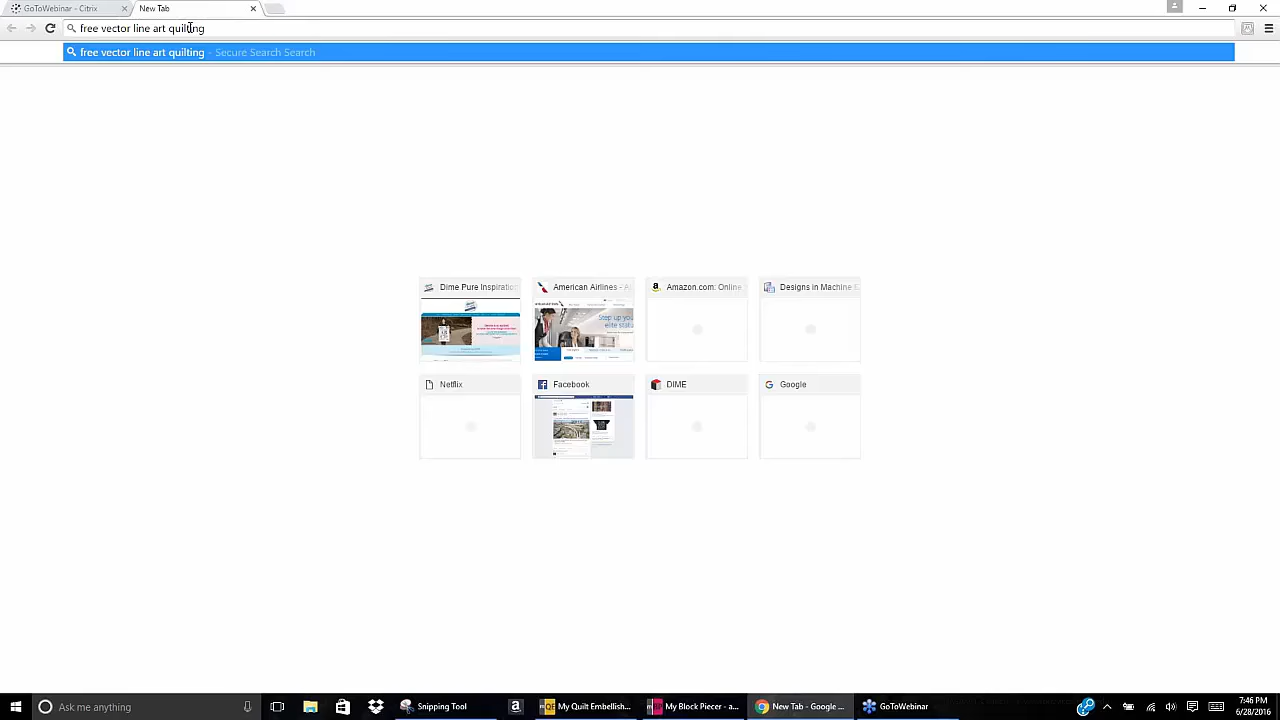 GoToWebinar - Citrix
New Tab
free vector line art quilting
free vector line art quilting - Secure Search Search
Dime Pure Inspiration
American Airlines - Ai
Amazon.com: Online
Designs in Machine E
Netflix
Facebook
DIME
Google
Ask me anything
Snipping Tool
My Quilt Embellish...
My Block Piecer - a...
New Tab - Google ...
GoToWebinar
7:46 PM
6/28/2016